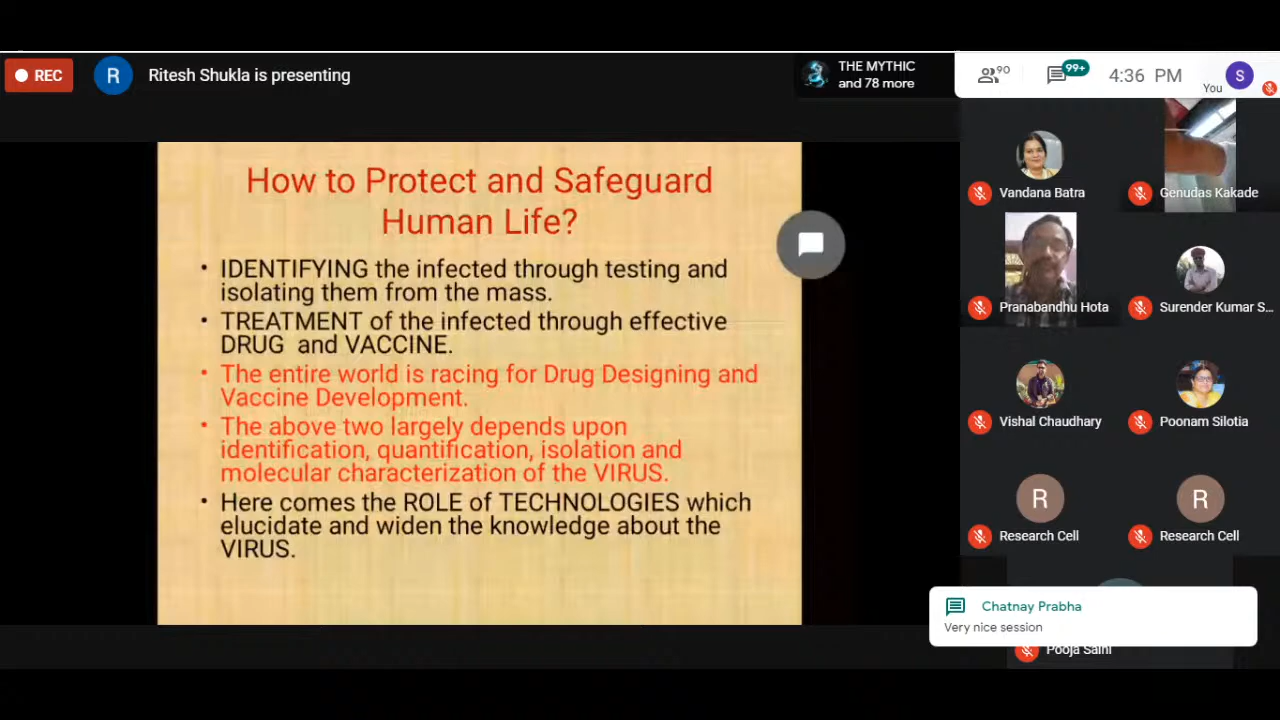 REC
R
Ritesh Shukla is presenting
THE MYTHIC
and 78 more
90
99+
4:36 PM
You
S
How to Protect and Safeguard
Human Life?
• IDENTIFYING the infected through testing and
isolating them from the mass.
• TREATMENT of the infected through effective
DRUG and VACCINE.
• The entire world is racing for Drug Designing and
Vaccine Development.
• The above two largely depends upon
identification, quantification, isolation and
molecular characterization of the VIRUS.
• Here comes the ROLE of TECHNOLOGIES which
elucidate and widen the knowledge about the
VIRUS.
Vandana Batra
Genudas Kakade
Pranabandhu Hota
Surender Kumar S...
Vishal Chaudhary
Poonam Silotia
R
R
Research Cell
Research Cell
Chatnay Prabha
Very nice session
Pooja Saini